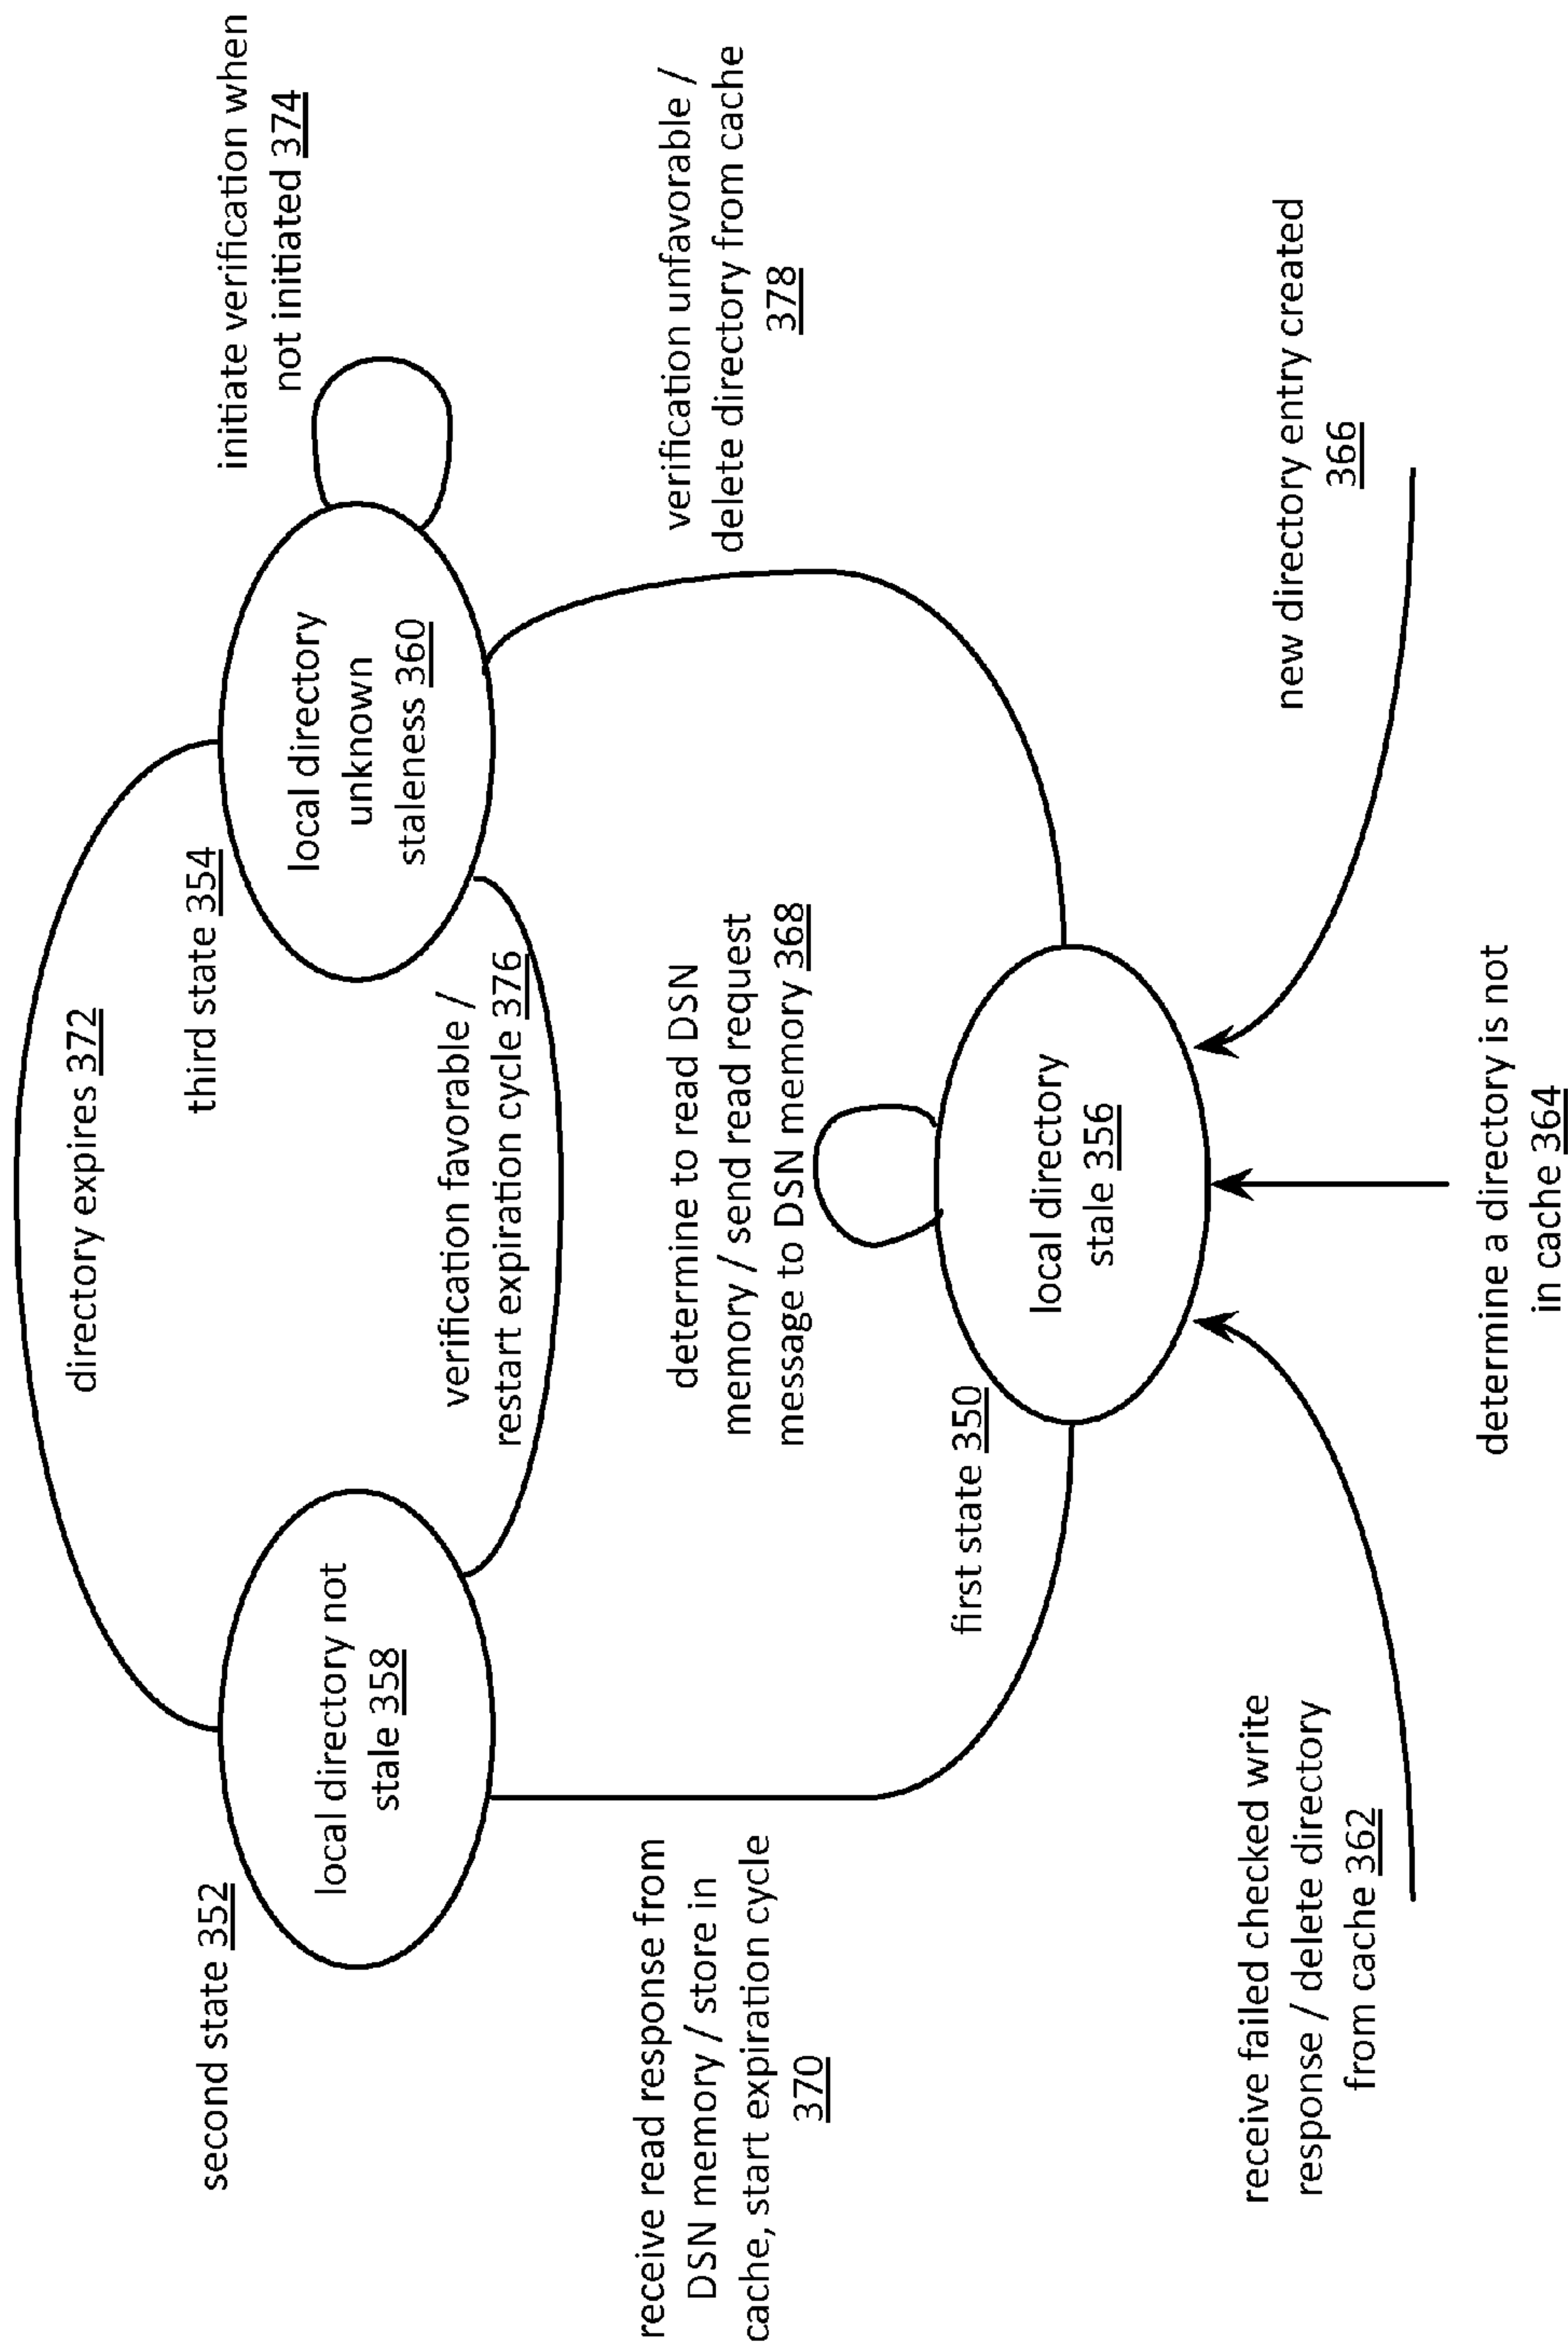 directory expires 372
second state 352
third state 354
initiate verification when
not initiated 374
local directory not
stale 358
local directory
unknown
staleness 360
verification favorable /
restart expiration cycle 376
receive read response from
DSN memory / store in
cache, start expiration cycle
370
determine to read DSN
memory / send read request
message to DSN memory 368
verification unfavorable /
delete directory from cache
378
first state 350
local directory
stale 356
receive failed checked write
response / delete directory
from cache 362
new directory entry created
366
determine a directory is not
in cache 364